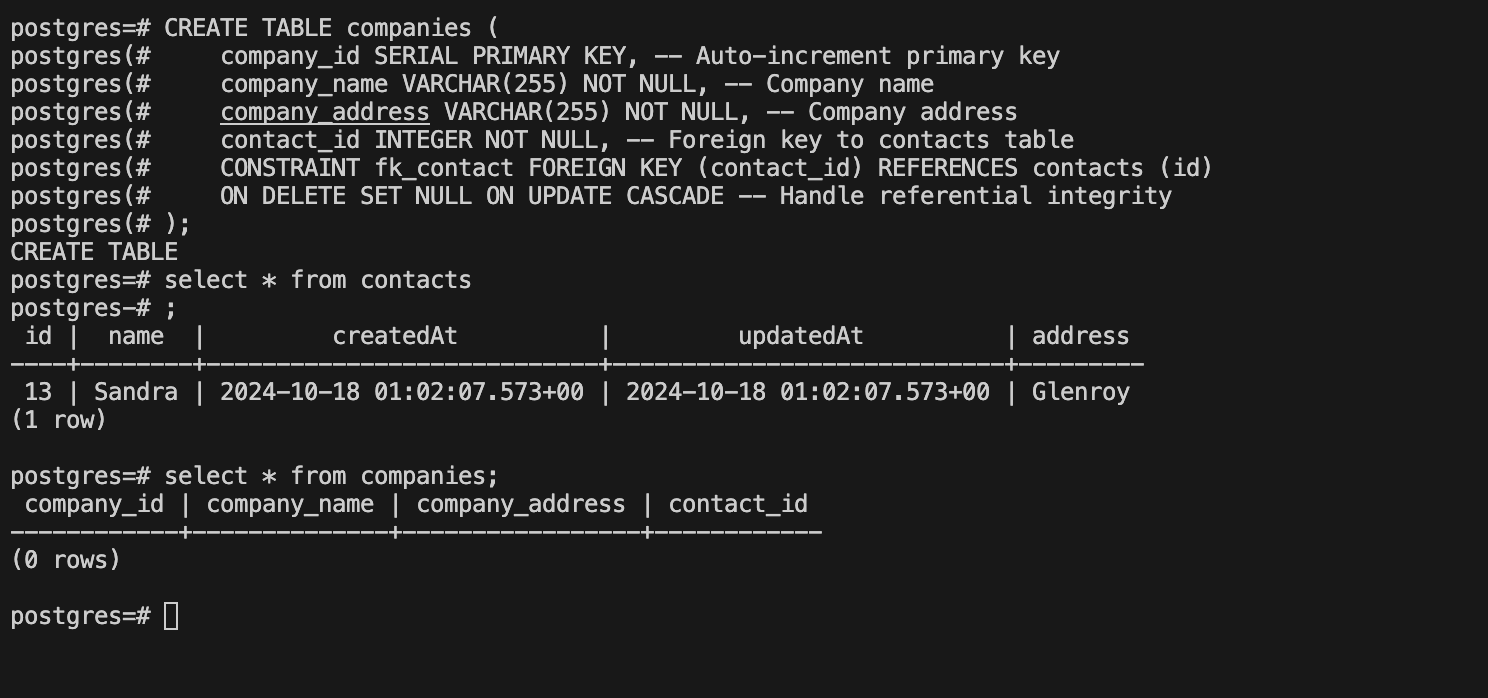 postgres=# CREATE TABLE companies (
postgres(#     company_id SERIAL PRIMARY KEY, -- Auto-increment primary key
postgres(#     company_name VARCHAR(255) NOT NULL, -- Company name
postgres(#     company_address VARCHAR(255) NOT NULL, -- Company address
postgres(#     contact_id INTEGER NOT NULL, -- Foreign key to contacts table
postgres(#     CONSTRAINT fk_contact FOREIGN KEY (contact_id) REFERENCES contacts (id)
postgres(#     ON DELETE SET NULL ON UPDATE CASCADE -- Handle referential integrity
postgres(# );
CREATE TABLE
postgres=# select * from contacts
postgres-# ;
 id |  name  |         createdAt          |         updatedAt          | address
----+--------+----------------------------+----------------------------+---------
 13 | Sandra | 2024-10-18 01:02:07.573+00 | 2024-10-18 01:02:07.573+00 | Glenroy
(1 row)

postgres=# select * from companies;
 company_id | company_name | company_address | contact_id
------------+--------------+-----------------+------------
(0 rows)

postgres=#